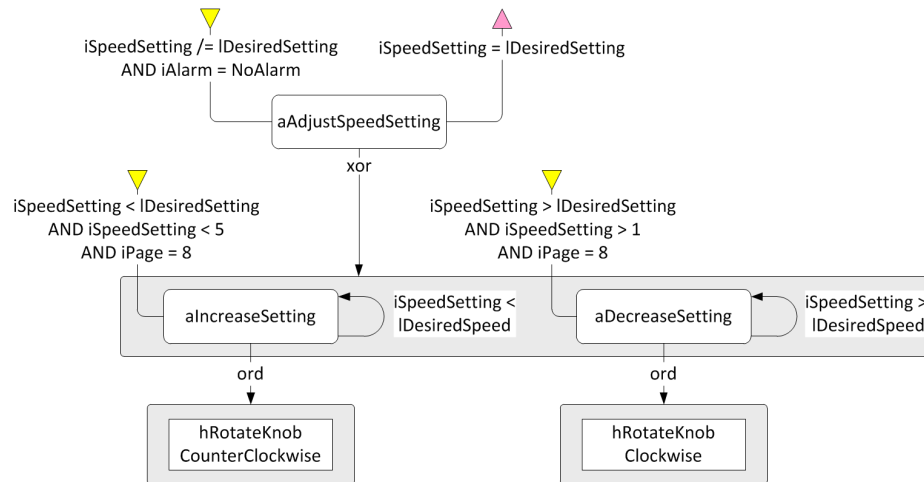 iSpeedSetting /= lDesiredSetting
AND iAlarm = NoAlarm
iSpeedSetting = lDesiredSetting
aAdjustSpeedSetting
xor
iSpeedSetting < lDesiredSetting
AND iSpeedSetting < 5
AND iPage = 8
iSpeedSetting > lDesiredSetting
AND iSpeedSetting > 1
AND iPage = 8
aIncreaseSetting
iSpeedSetting <
lDesiredSpeed
aDecreaseSetting
iSpeedSetting >
lDesiredSpeed
ord
ord
hRotateKnob
CounterClockwise
hRotateKnob
Clockwise